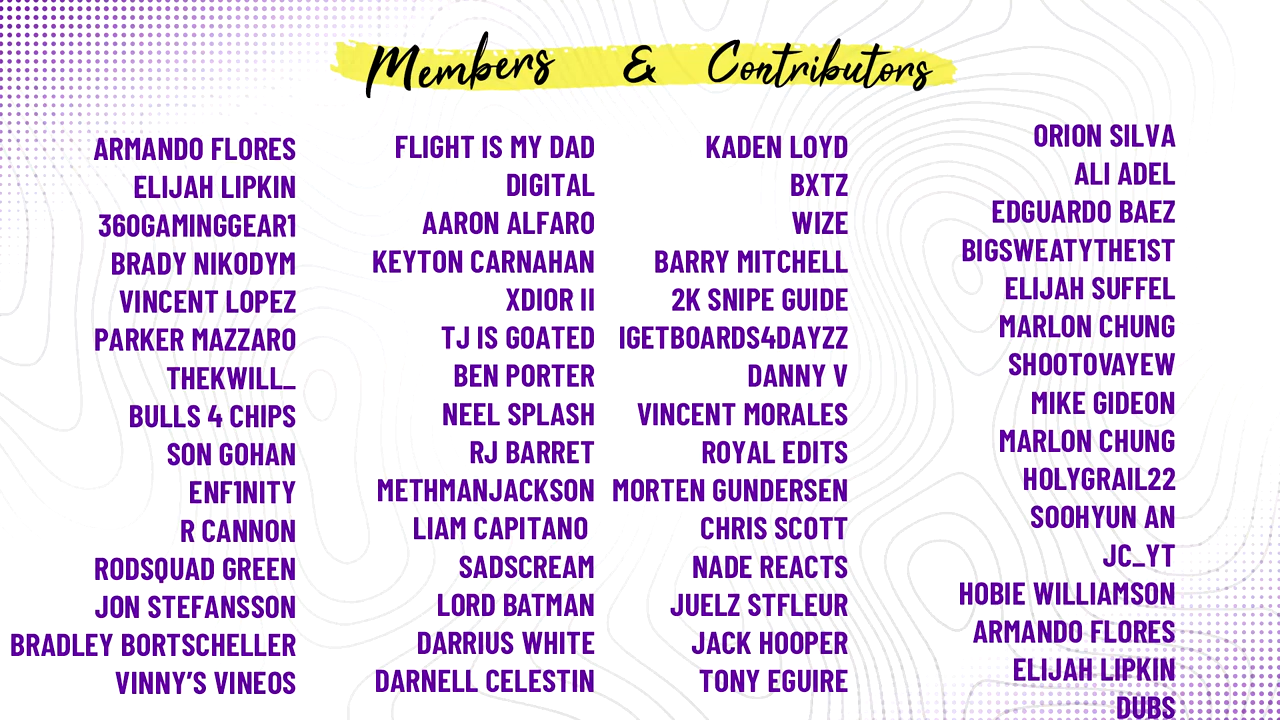 Members & Contributors
ARMANDO FLORES
ELIJAH LIPKIN
360GAMINGGEAR1
BRADY NIKODYM
VINCENT LOPEZ
PARKER MAZZARO
THEKWILL_
BULLS 4 CHIPS
SON GOHAN
ENF1NITY
R CANNON
RODSQUAD GREEN
JON STEFANSSON
BRADLEY BORTSCHELLER
VINNY'S VINEOS
FLIGHT IS MY DAD
DIGITAL
AARON ALFARO
KEYTON CARNAHAN
XDIOR II
TJ IS GOATED
BEN PORTER
NEEL SPLASH
RJ BARRET
METHMANJACKSON
LIAM CAPITANO
SADSCREAM
LORD BATMAN
DARRIUS WHITE
DARNELL CELESTIN
KADEN LOYD
BXTZ
WIZE
BARRY MITCHELL
2K SNIPE GUIDE
IGETBOARDS4DAYZZ
DANNY V
VINCENT MORALES
ROYAL EDITS
MORTEN GUNDERSEN
CHRIS SCOTT
NADE REACTS
JUELZ STFLEUR
JACK HOOPER
TONY EGUIRE
ORION SILVA
ALI ADEL
EDGUARDO BAEZ
BIGSWEATYTHE1ST
ELIJAH SUFFEL
MARLON CHUNG
SHOOTOVAYEW
MIKE GIDEON
MARLON CHUNG
HOLYGRAIL22
SOOHYUN AN
JC_YT
HOBIE WILLIAMSON
ARMANDO FLORES
ELIJAH LIPKIN
DUBS